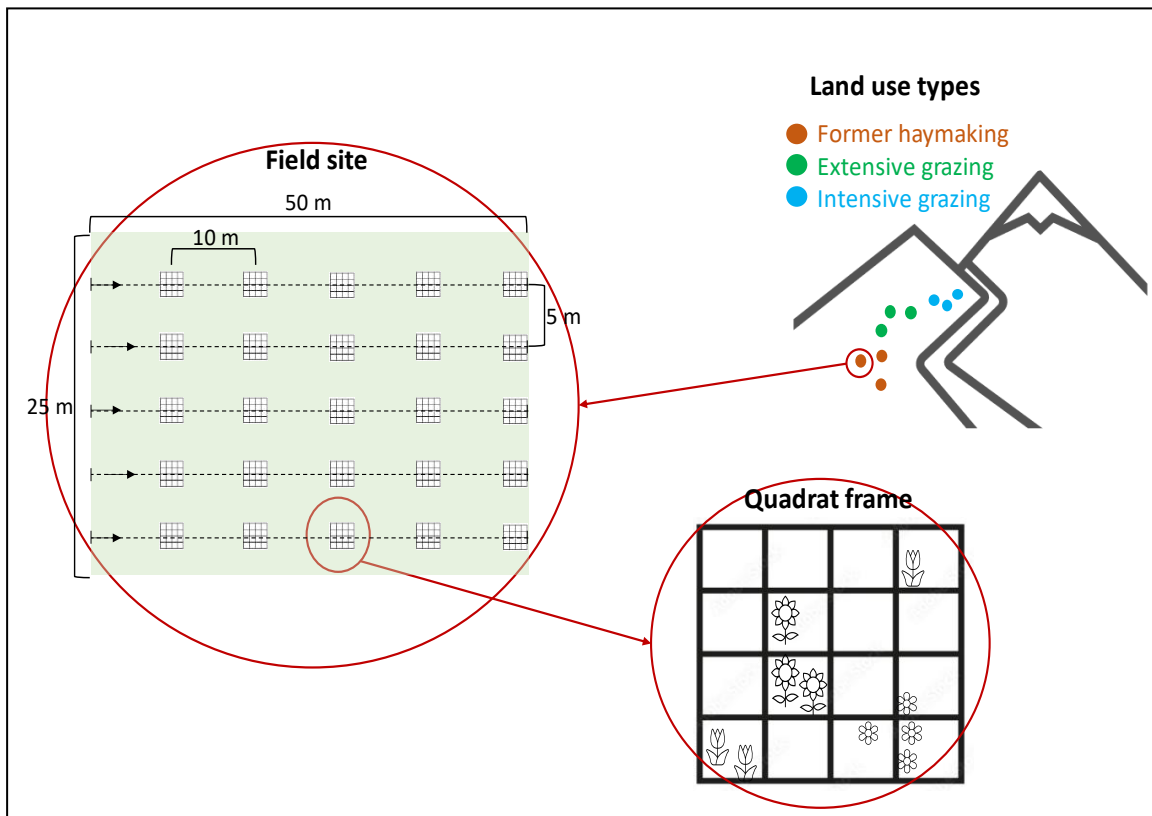 Land use types
Former haymaking
Extensive grazing
Intensive grazing
Field site
50 m
10 m
5 m
25 m
Quadrat frame